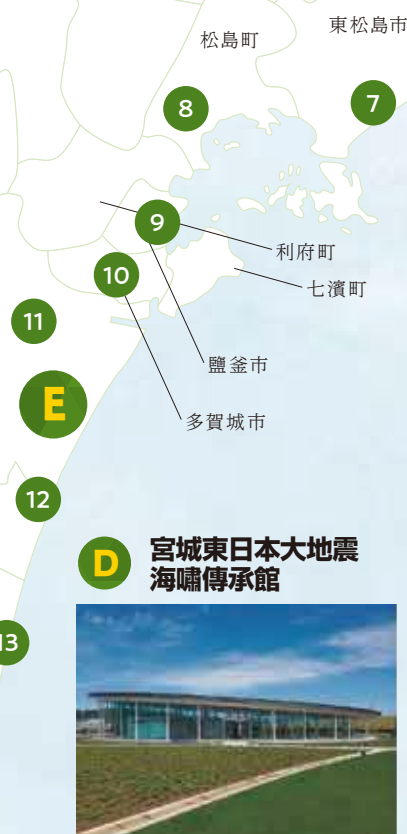 東松島市
松島町
8
7
9
利府町
10
七濱町
11
鹽釜市
E
多賀城市
12
D 宮城東日本大地震
海嘯傳承館
13